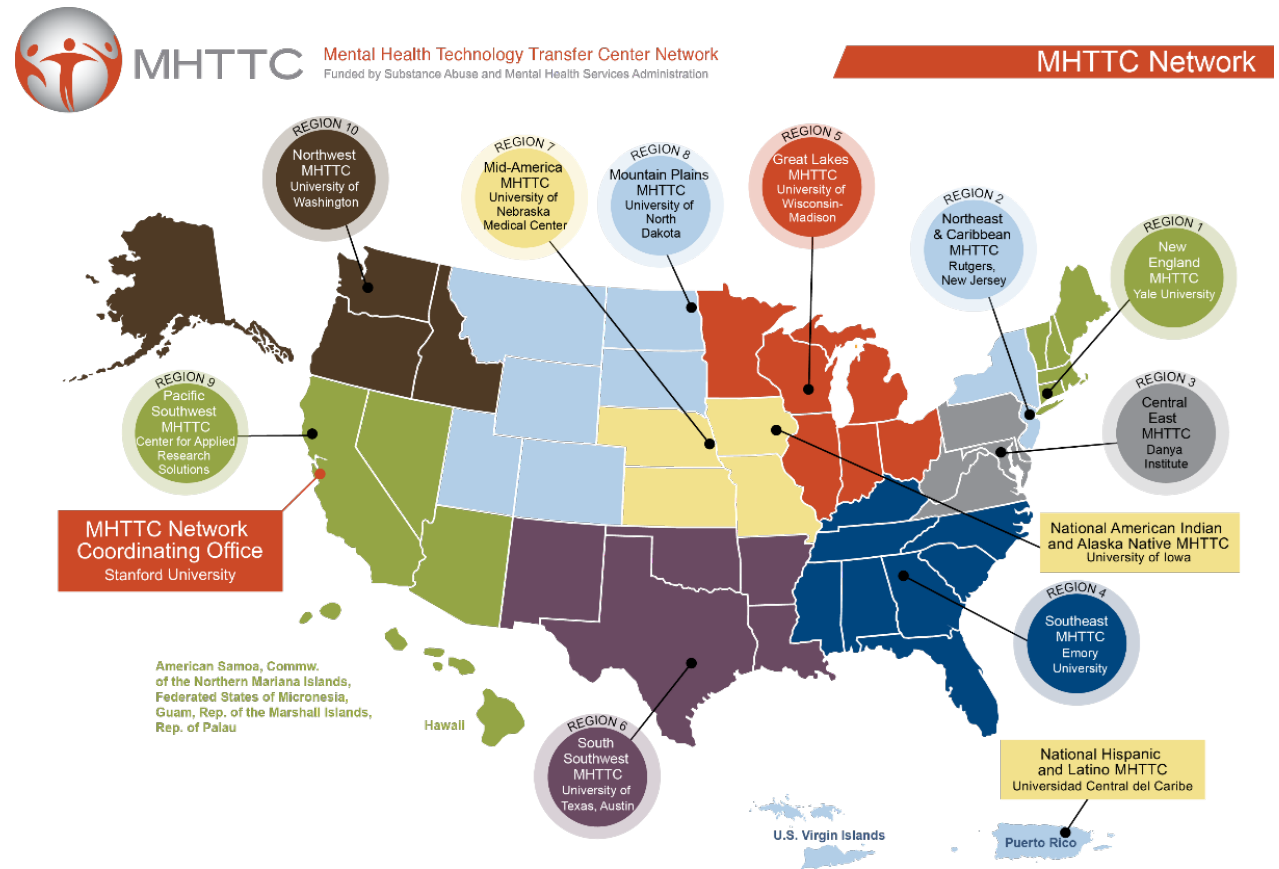 MHTTC
Mental Health Technology Transfer Center Network
Funded by Substance Abuse and Mental Health Services Administration
MHTTC Network
REGION 10
Northwest
MHTTC
University of
Washington
REGION 7
Mid-America
MHTTC
University of
Nebraska
Medical Center
REGION 8
Mountain Plains
MHTTC
University of
North
Dakota
REGION 5
Great Lakes
MHTTC
University of
Wisconsin-
Madison
REGION 2
Northeast
& Caribbean
MHTTC
Rutgers,
New Jersey
REGION 1
New
England
MHTTC
Yale University
REGION 9
Pacific
Southwest
MHTTC
Center for Applied
Research
Solutions
REGION 3
Central
East
MHTTC
Danya
Institute
MHTTC Network
Coordinating Office
Stanford University
National American Indian
and Alaska Native MHTTC
University of Iowa
REGION 4
Southeast
MHTTC
Emory
University
American Samoa, Commw.
of the Northern Mariana Islands,
Federated States of Micronesia,
Guam, Rep. of the Marshall Islands,
Rep. of Palau
Hawaii
REGION 6
South
Southwest
MHTTC
University of
Texas, Austin
National Hispanic
and Latino MHTTC
Universidad Central del Caribe
U.S. Virgin Islands
Puerto Rico